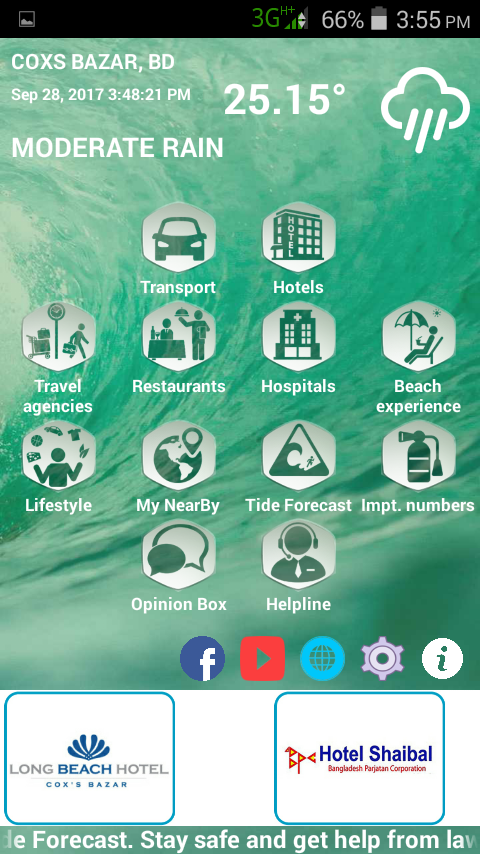 3G H+ 66% 3:55 PM
COXS BAZAR, BD
Sep 28, 2017 3:48:21 PM
25.15°
MODERATE RAIN
HOTEL
Transport
Hotels
Travel agencies
Restaurants
Hospitals
Beach experience
Lifestyle
My NearBy
Tide Forecast
Impt. numbers
Opinion Box
Helpline
LONG BEACH HOTEL
COX'S BAZAR
Hotel Shaibal
Bangladesh Parjatan Corporation
de Forecast. Stay safe and get help from law